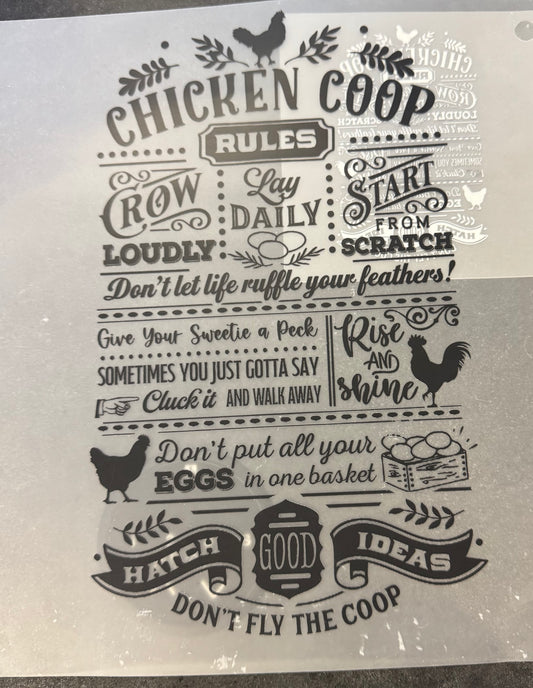 CHICKEN COOP
RULES
CROW
LOUDLY
Lay
DAILY
START
FROM
SCRATCH
Don't let life ruffle your feathers!
Give Your Sweetie a Peck
SOMETIMES YOU JUST GOTTA SAY
Cluck it AND WALK AWAY
Rise
AND
shine
Don't put all your
EGGS in one basket
HATCH GOOD IDEAS
DON'T FLY THE COOP